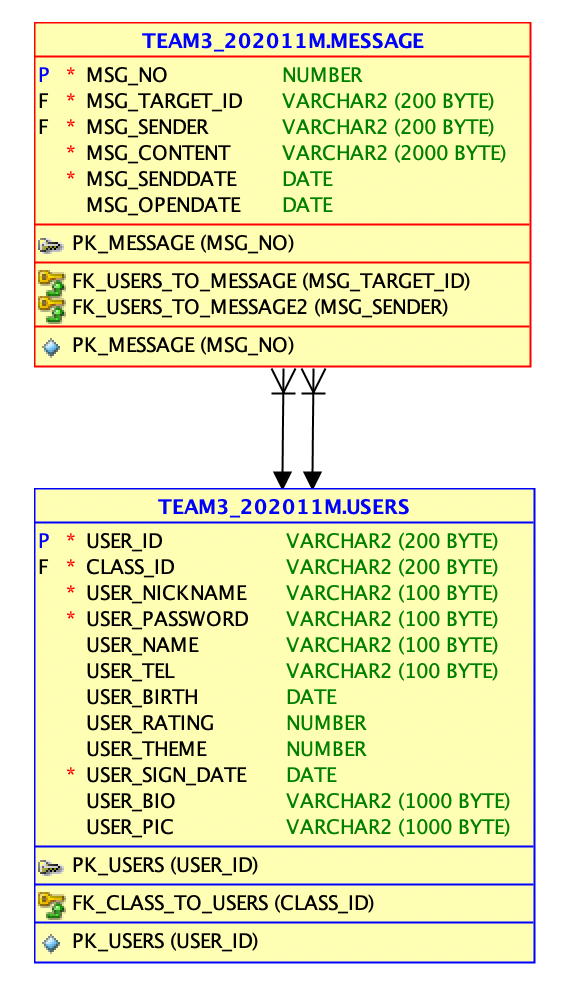 TEAM3_202011M.MESSAGE
P * MSG_NO NUMBER
F * MSG_TARGET_ID VARCHAR2 (200 BYTE)
F * MSG_SENDER VARCHAR2 (200 BYTE)
* MSG_CONTENT VARCHAR2 (2000 BYTE)
* MSG_SENDDATE DATE
MSG_OPENDATE DATE
PK_MESSAGE (MSG_NO)
FK_USERS_TO_MESSAGE (MSG_TARGET_ID)
FK_USERS_TO_MESSAGE2 (MSG_SENDER)
PK_MESSAGE (MSG_NO)
TEAM3_202011M.USERS
P * USER_ID VARCHAR2 (200 BYTE)
F * CLASS_ID VARCHAR2 (200 BYTE)
* USER_NICKNAME VARCHAR2 (100 BYTE)
* USER_PASSWORD VARCHAR2 (100 BYTE)
USER_NAME VARCHAR2 (100 BYTE)
USER_TEL VARCHAR2 (100 BYTE)
USER_BIRTH DATE
USER_RATING NUMBER
USER_THEME NUMBER
* USER_SIGN_DATE DATE
USER_BIO VARCHAR2 (1000 BYTE)
USER_PIC VARCHAR2 (1000 BYTE)
PK_USERS (USER_ID)
FK_CLASS_TO_USERS (CLASS_ID)
PK_USERS (USER_ID)